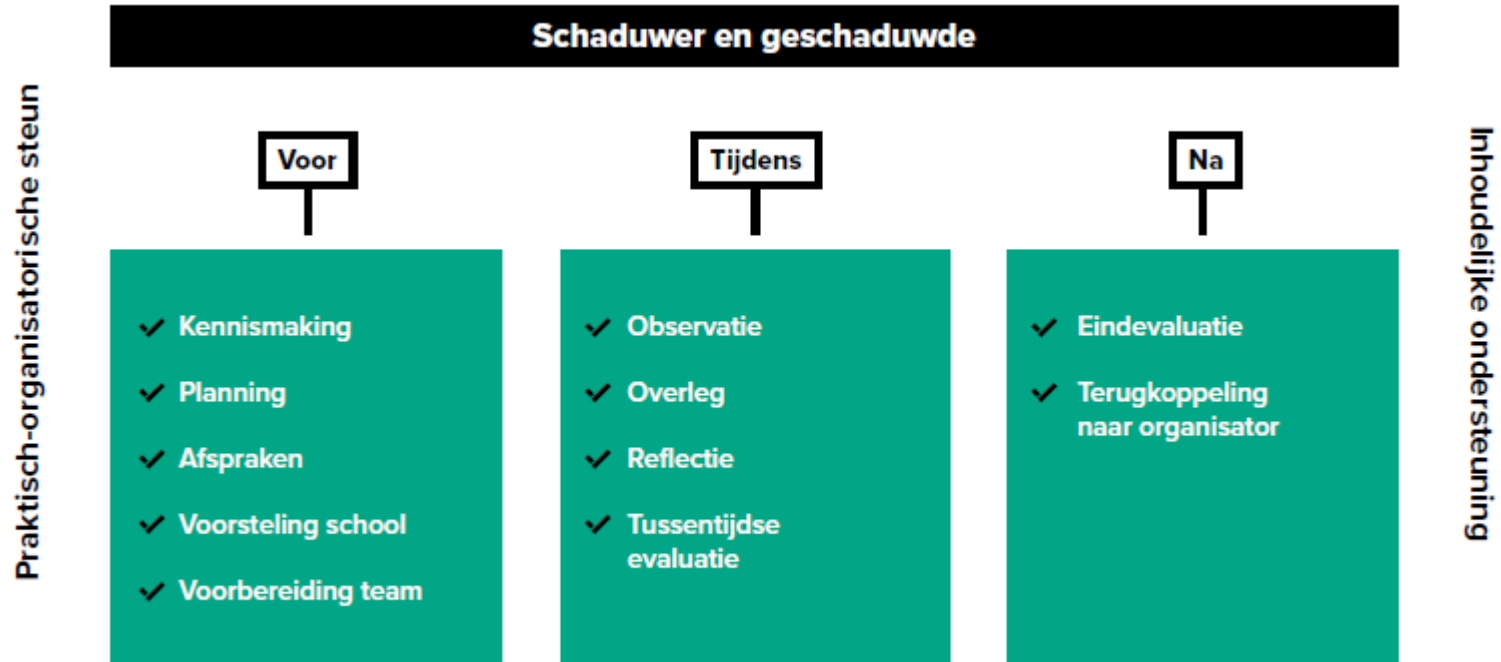 Schaduwer en geschaduwde
Praktisch-organisatorische steun
Voor
Kennismaking
Planning
Afspraken
Voorsteling school
Voorbereiding team
Tijdens
Observatie
Overleg
Reflectie
Tussentijdse
evaluatie
Na
Eindevaluatie
Terugkoppeling
naar organisator
Inhoudelijke ondersteuning